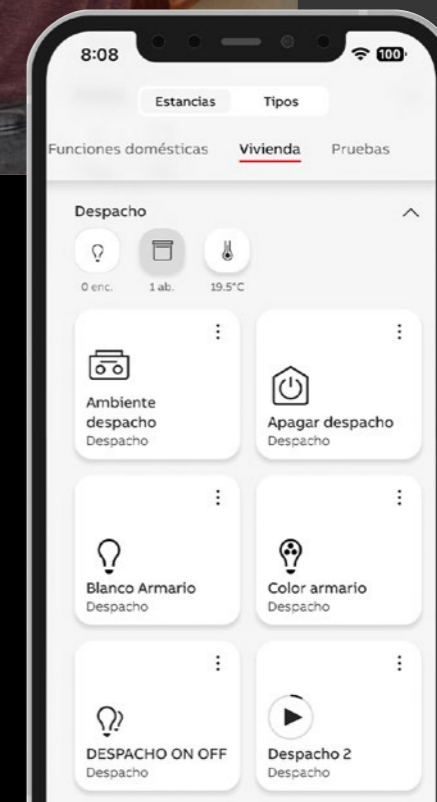 8:08
100
Estancias Tipos
Funciones domésticas Vivienda Pruebas
Despacho
0 enc. 1 ab. 19.5°C
Ambiente
despacho
Despacho
Apagar despacho
Despacho
Blanco Armario
Despacho
Color armario
Despacho
DESPACHO ON OFF
Despacho
Despacho 2
Despacho